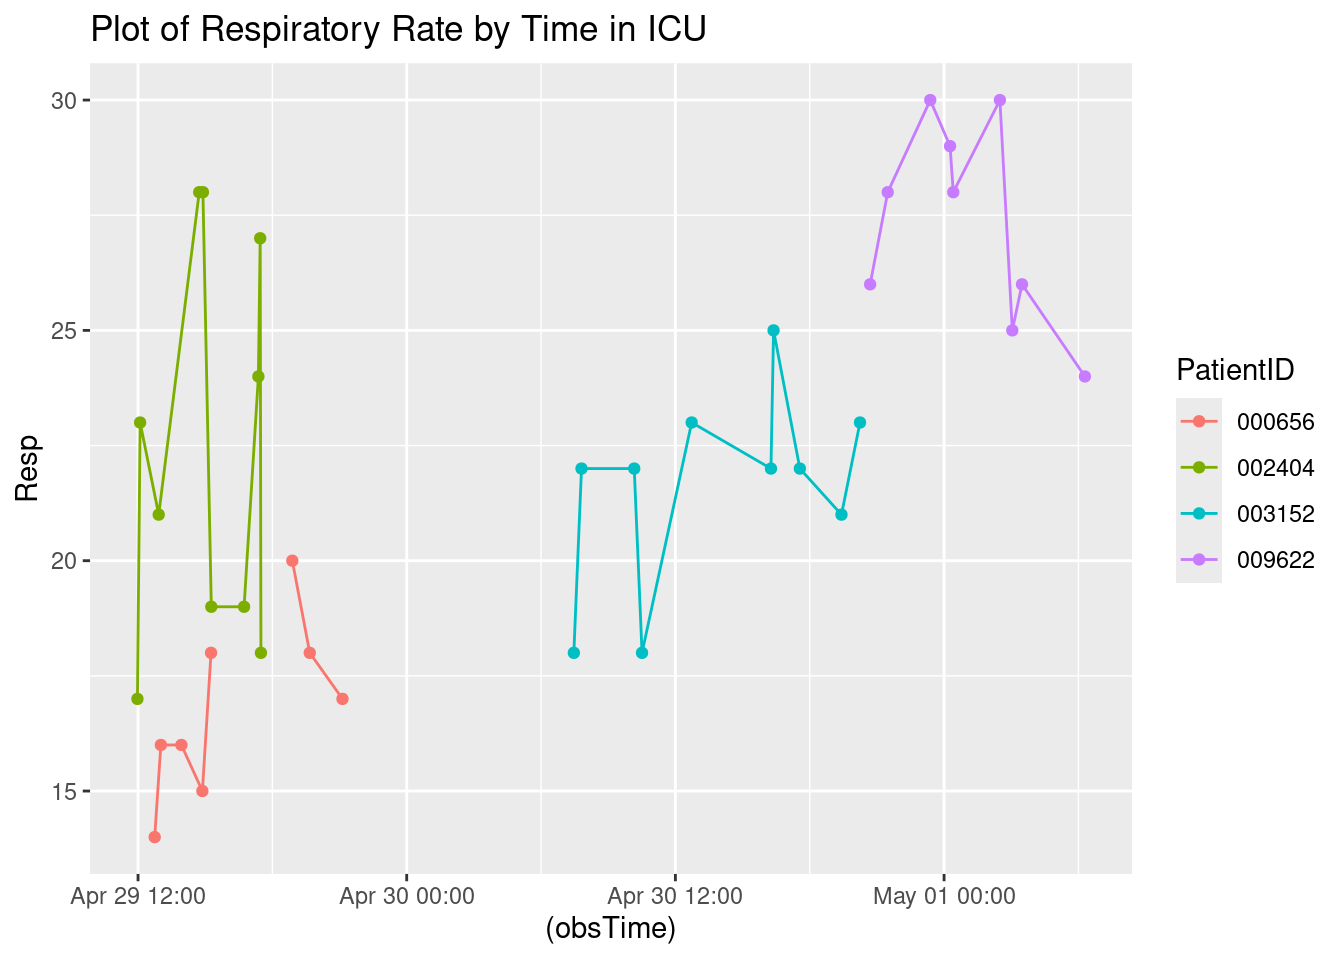 Plot of Respiratory Rate by Time in ICU
30
25
20
15
Resp
Apr 29 12:00
Apr 30 00:00
Apr 30 12:00
May 01 00:00
(obsTime)
PatientID
000656
002404
003152
009622